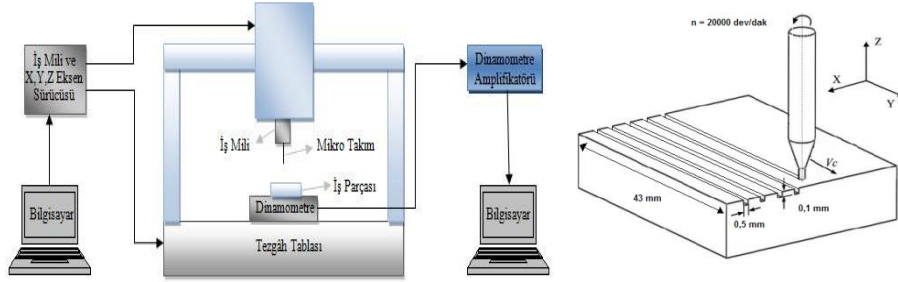 İş Mili ve
X,Y,Z Eksen
Sürücüsü
Bilgisayar
İş Mili
Mikro Takım
İş Parçası
Dinamometre
Tezgâh Tablası
Dinamometre
Amplifikatörü
Bilgisayar
n = 20000 dev/dak
Z
X
Y
Vc
43 mm
0,1 mm
0,5 mm